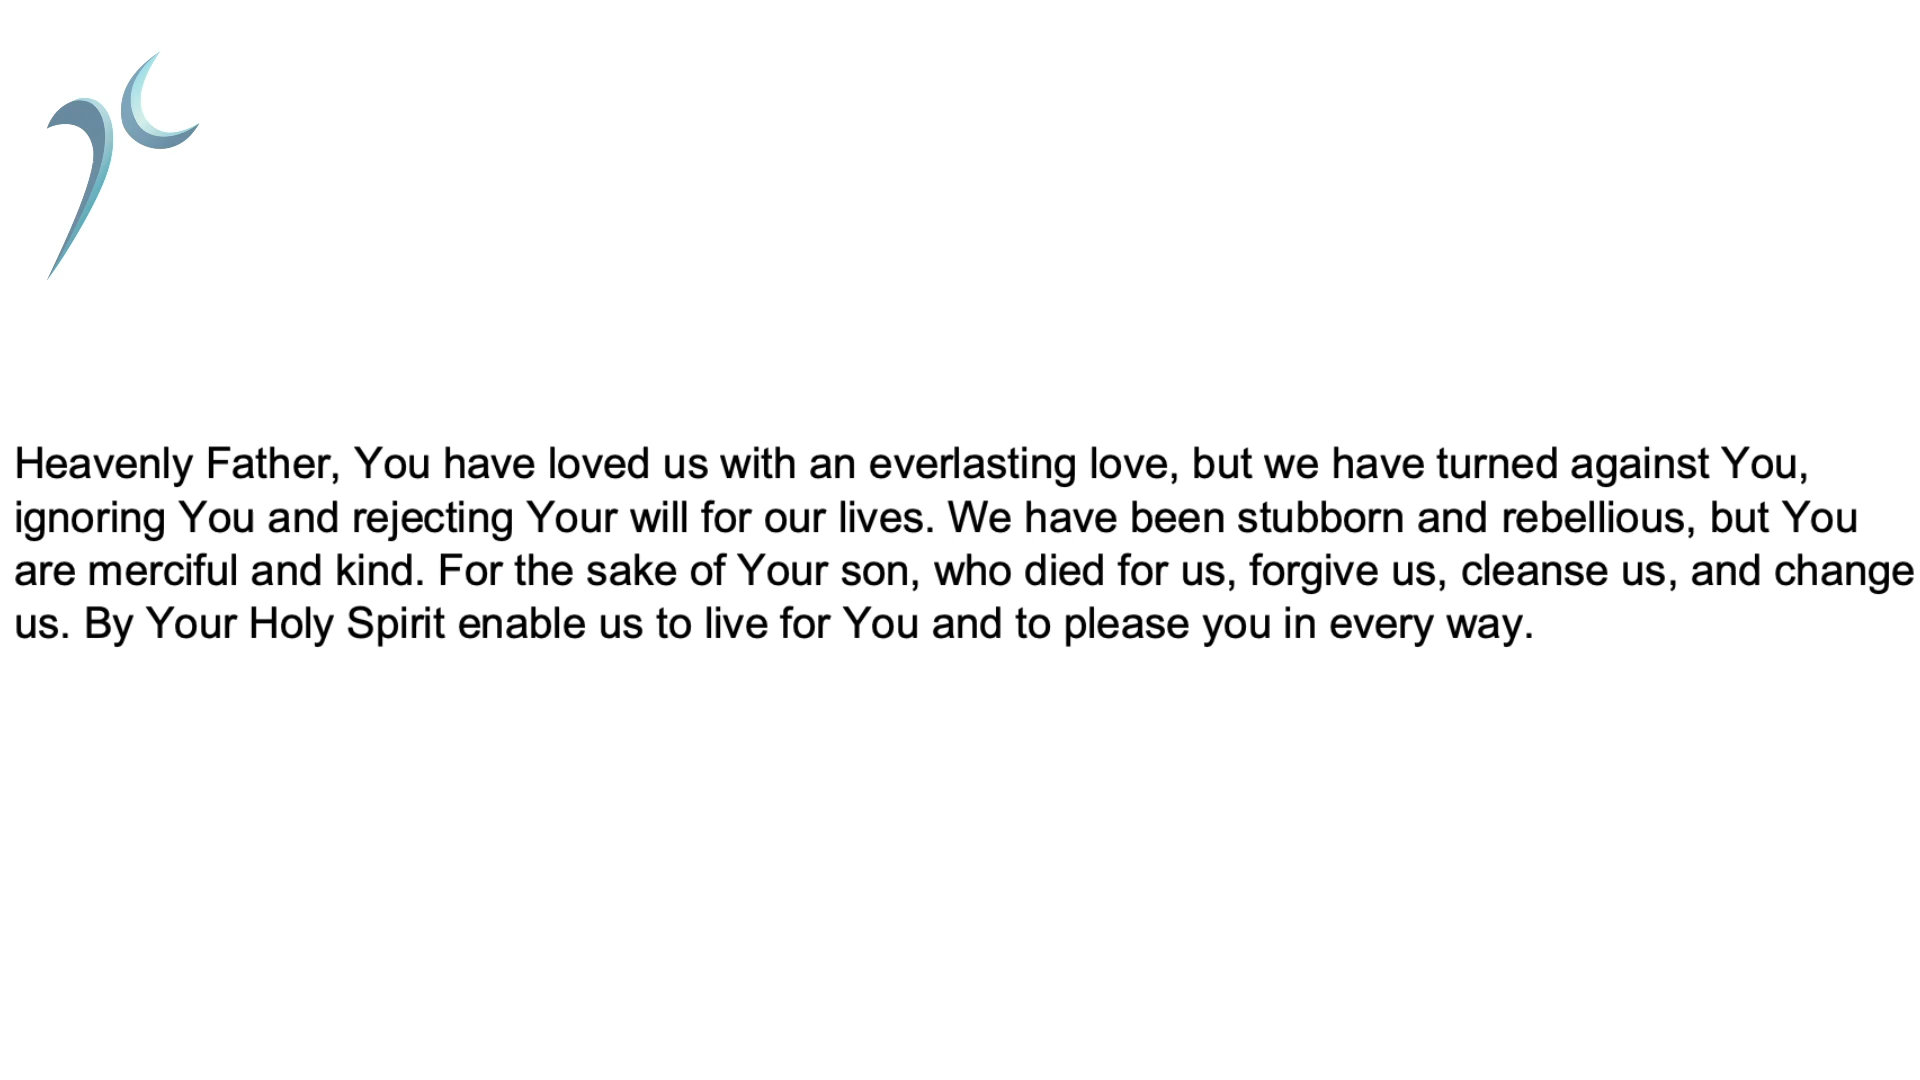 Heavenly Father, You have loved us with an everlasting love, but we have turned against You,
ignoring You and rejecting Your will for our lives. We have been stubborn and rebellious, but You
are merciful and kind. For the sake of Your son, who died for us, forgive us, cleanse us, and change
us. By Your Holy Spirit enable us to live for You and to please you in every way.